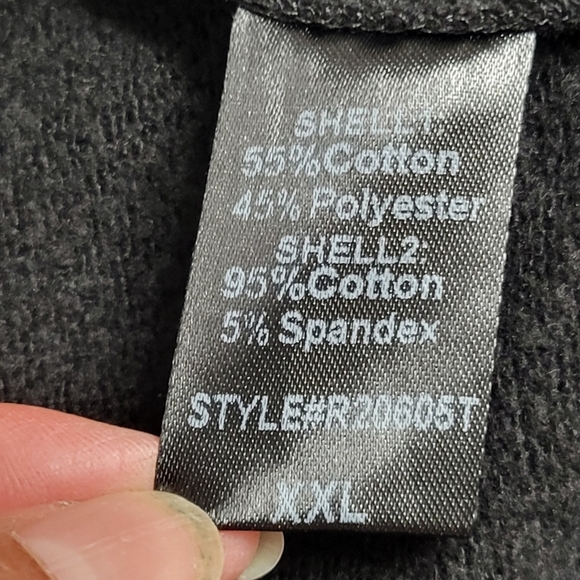 SHELL1:
55%Cotton
45% Polyester
SHELL2:
95%Cotton
5% Spandex
STYLE#R20605T
XXL